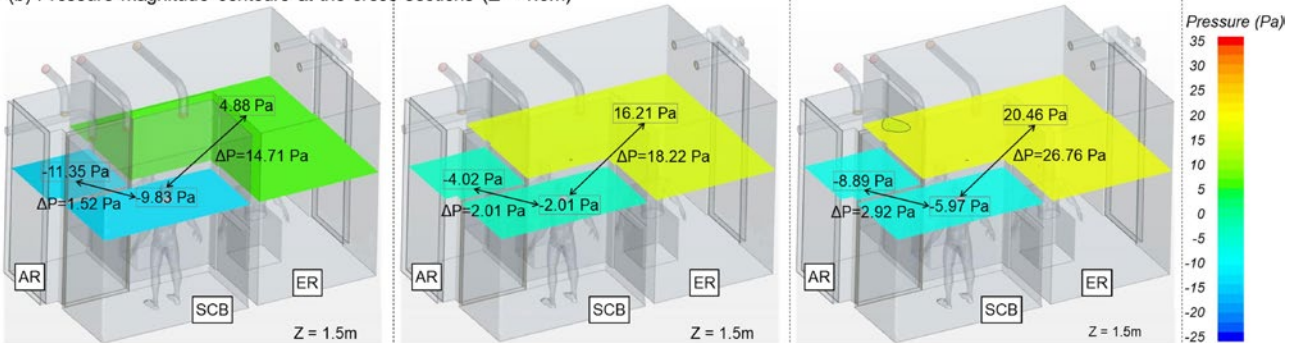 (b) Pressure magnitude contours at the cross-sections
4.88 Pa
ΔP=14.71 Pa
-11.35 Pa
-9.83 Pa
ΔP=1.52 Pa
AR
ER
SCB
Z = 1.5m
16.21 Pa
ΔP=18.22 Pa
-4.02 Pa
-2.01 Pa
ΔP=2.01 Pa
AR
ER
SCB
Z = 1.5m
20.46 Pa
ΔP=26.76 Pa
-8.89 Pa
-5.97 Pa
ΔP=2.92 Pa
AR
ER
SCB
Z = 1.5m
Pressure (Pa)
35
30
25
20
15
10
5
0
-5
-10
-15
-20
-25